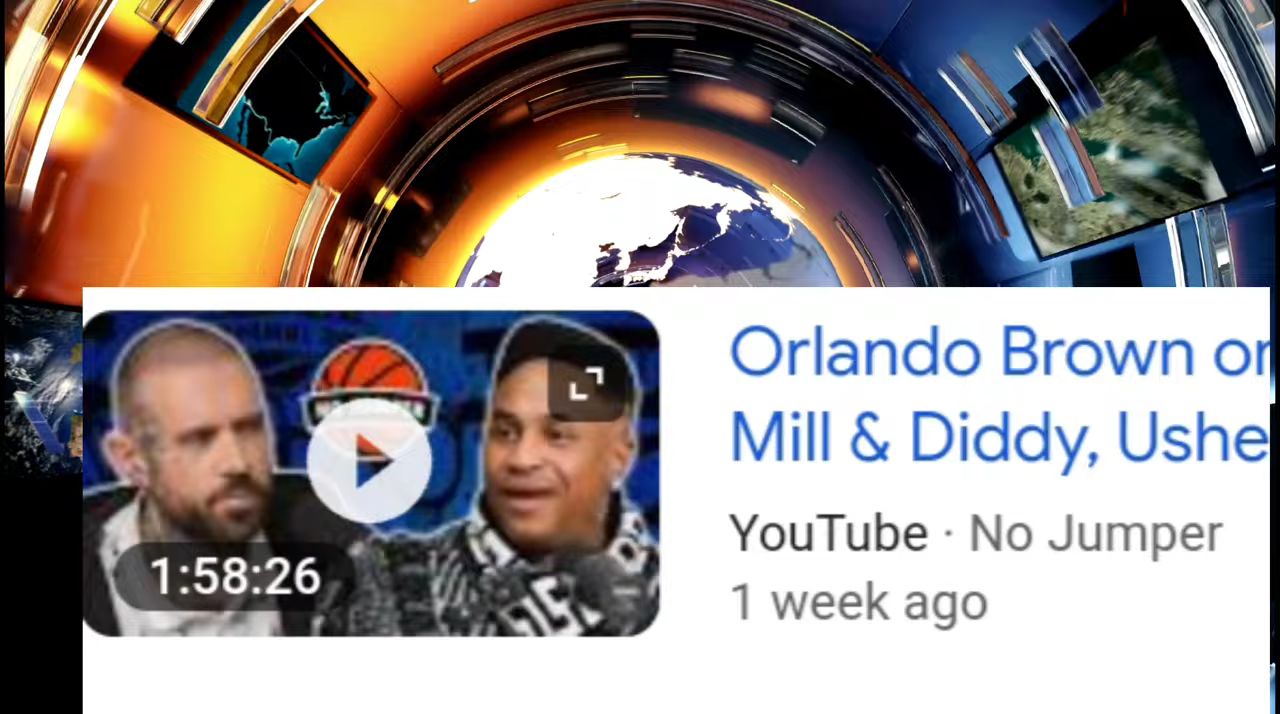 Orlando Brown on
Mill & Diddy, Ushe
YouTube · No Jumper
1 week ago
1:58:26